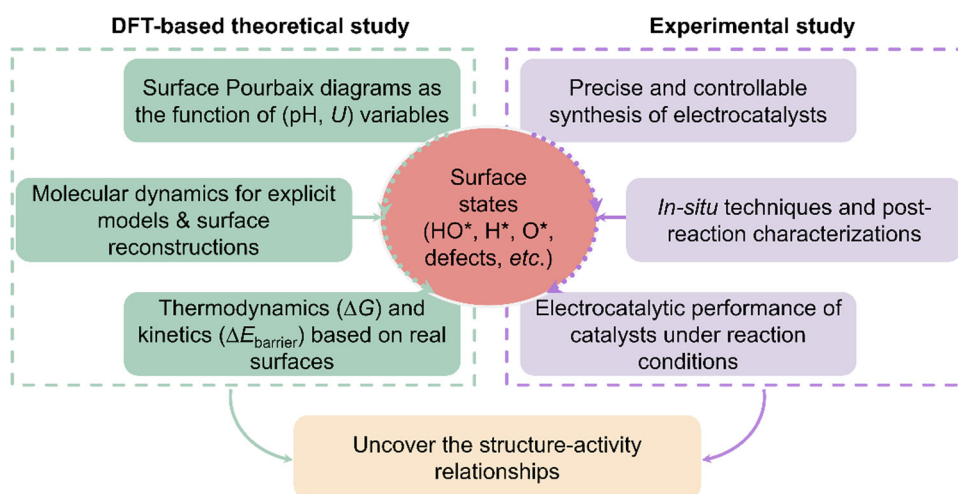 DFT-based theoretical study
Surface Pourbaix diagrams as
the function of (pH, U) variables
Molecular dynamics for explicit
models & surface
reconstructions
Thermodynamics (ΔG) and
kinetics (ΔEbarrier) based on real
surfaces
Surface
states
(HO*, H*, O*,
defects, etc.)
Experimental study
Precise and controllable
synthesis of electrocatalysts
In-situ techniques and post-
reaction characterizations
Electrocatalytic performance of
catalysts under reaction
conditions
Uncover the structure-activity
relationships